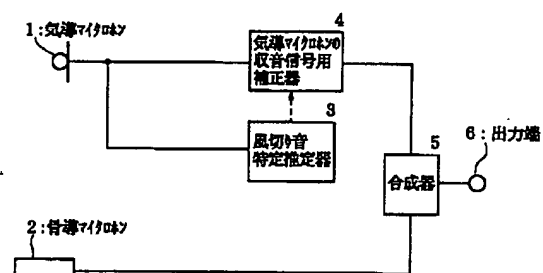 1:気導マイクロホン
4
気導マイクロホンの
収音信号用
補正器
3
風切り音
特定推定器
5
合成器
6:出力端
2:骨導マイクロホン